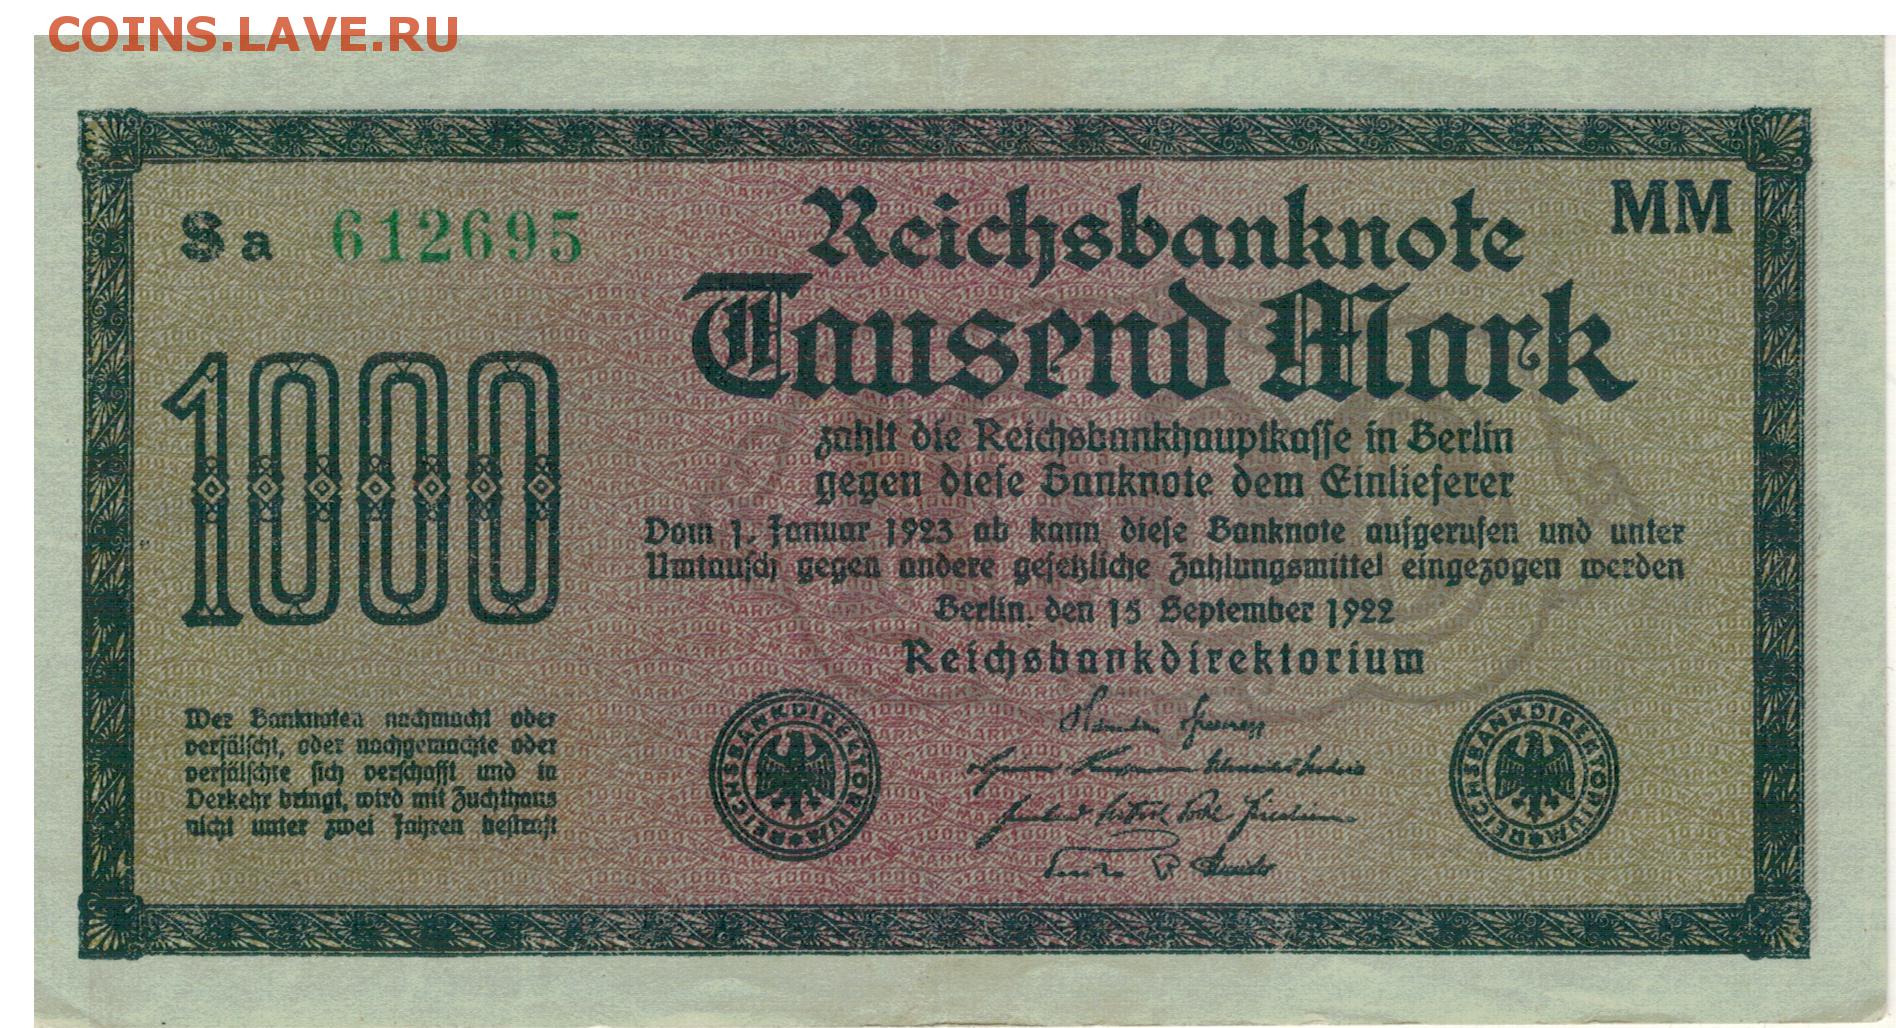 COINS.LAVE.RU
Sa 612695
MM
Reichsbanknote
Tausend Mark
1000
zahlt die Reichsbankhauptkasse in Berlin
gegen diese Banknote dem Einlieferer
Vom 1. Januar 1923 ab kann diese Banknote aufgerufen und unter
Umtausch gegen andere gesetzliche Zahlungsmittel eingezogen werden
Berlin, den 15 September 1922
Reichsbankdirektorium
Wer Banknoten nachmacht oder
verfälscht, oder nachgemachte oder
verfälschte sich verschafft und in
Verkehr bringt, wird mit Zuchthaus
nicht unter zwei Jahren bestraft
REICHSBANKDIREKTORIUM
REICHSBANKDIREKTORIUM